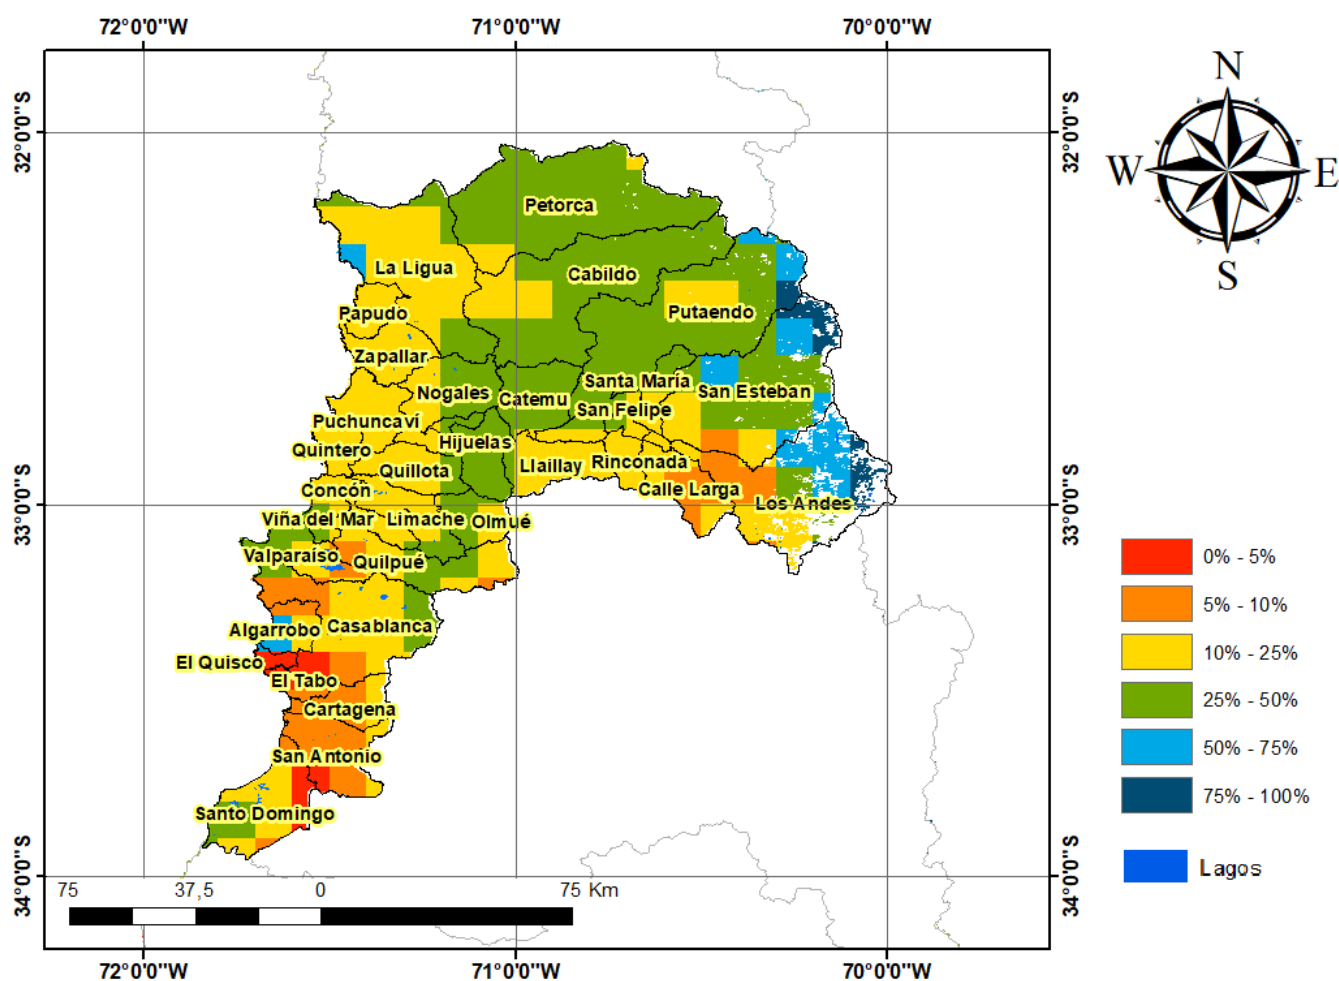 72°0'0"W 71°0'0"W 70°0'0"W
N
W E
S
32°0'0"S
32°0'0"S
Petorca
La Ligua
Cabildo
Papudo
Putaendo
Zapallar
Santa María
Nogales
Catemu
San Esteban
San Felipe
Puchuncaví
Hijuelas
Quintero
Quillota
Llaillay
Rinconada
Concón
Calle Larga
Los Andes
33°0'0"S
33°0'0"S
Viña del Mar
Limache
Olmué
Valparaíso
Quilpué
Algarrobo
Casablanca
El Quisco
El Tabo
Cartagena
San Antonio
Santo Domingo
0% - 5%
5% - 10%
10% - 25%
25% - 50%
50% - 75%
75% - 100%
Lagos
34°0'0"S
34°0'0"S
75 37,5 0 75 Km
72°0'0"W 71°0'0"W 70°0'0"W